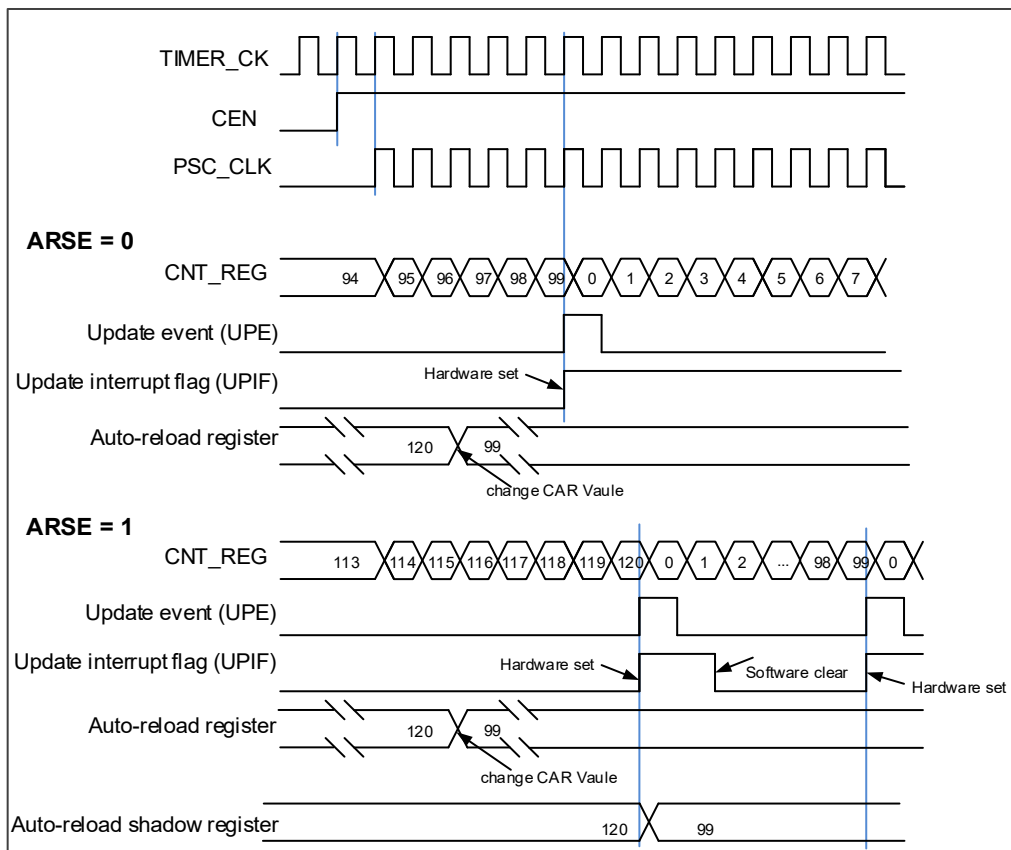 TIMER_CK
CEN
PSC_CLK
ARSE = 0
CNT_REG 94 95 96 97 98 99 0 1 2 3 4 5 6 7
Update event (UPE)
Update interrupt flag (UPIF) Hardware set
Auto-reload register 120 99
change CAR Vaule
ARSE = 1
CNT_REG 113 114 115 116 117 118 119 120 0 1 2 ... 98 99 0
Update event (UPE)
Update interrupt flag (UPIF) Hardware set Software clear Hardware set
Auto-reload register 120 99
change CAR Vaule
Auto-reload shadow register 120 99